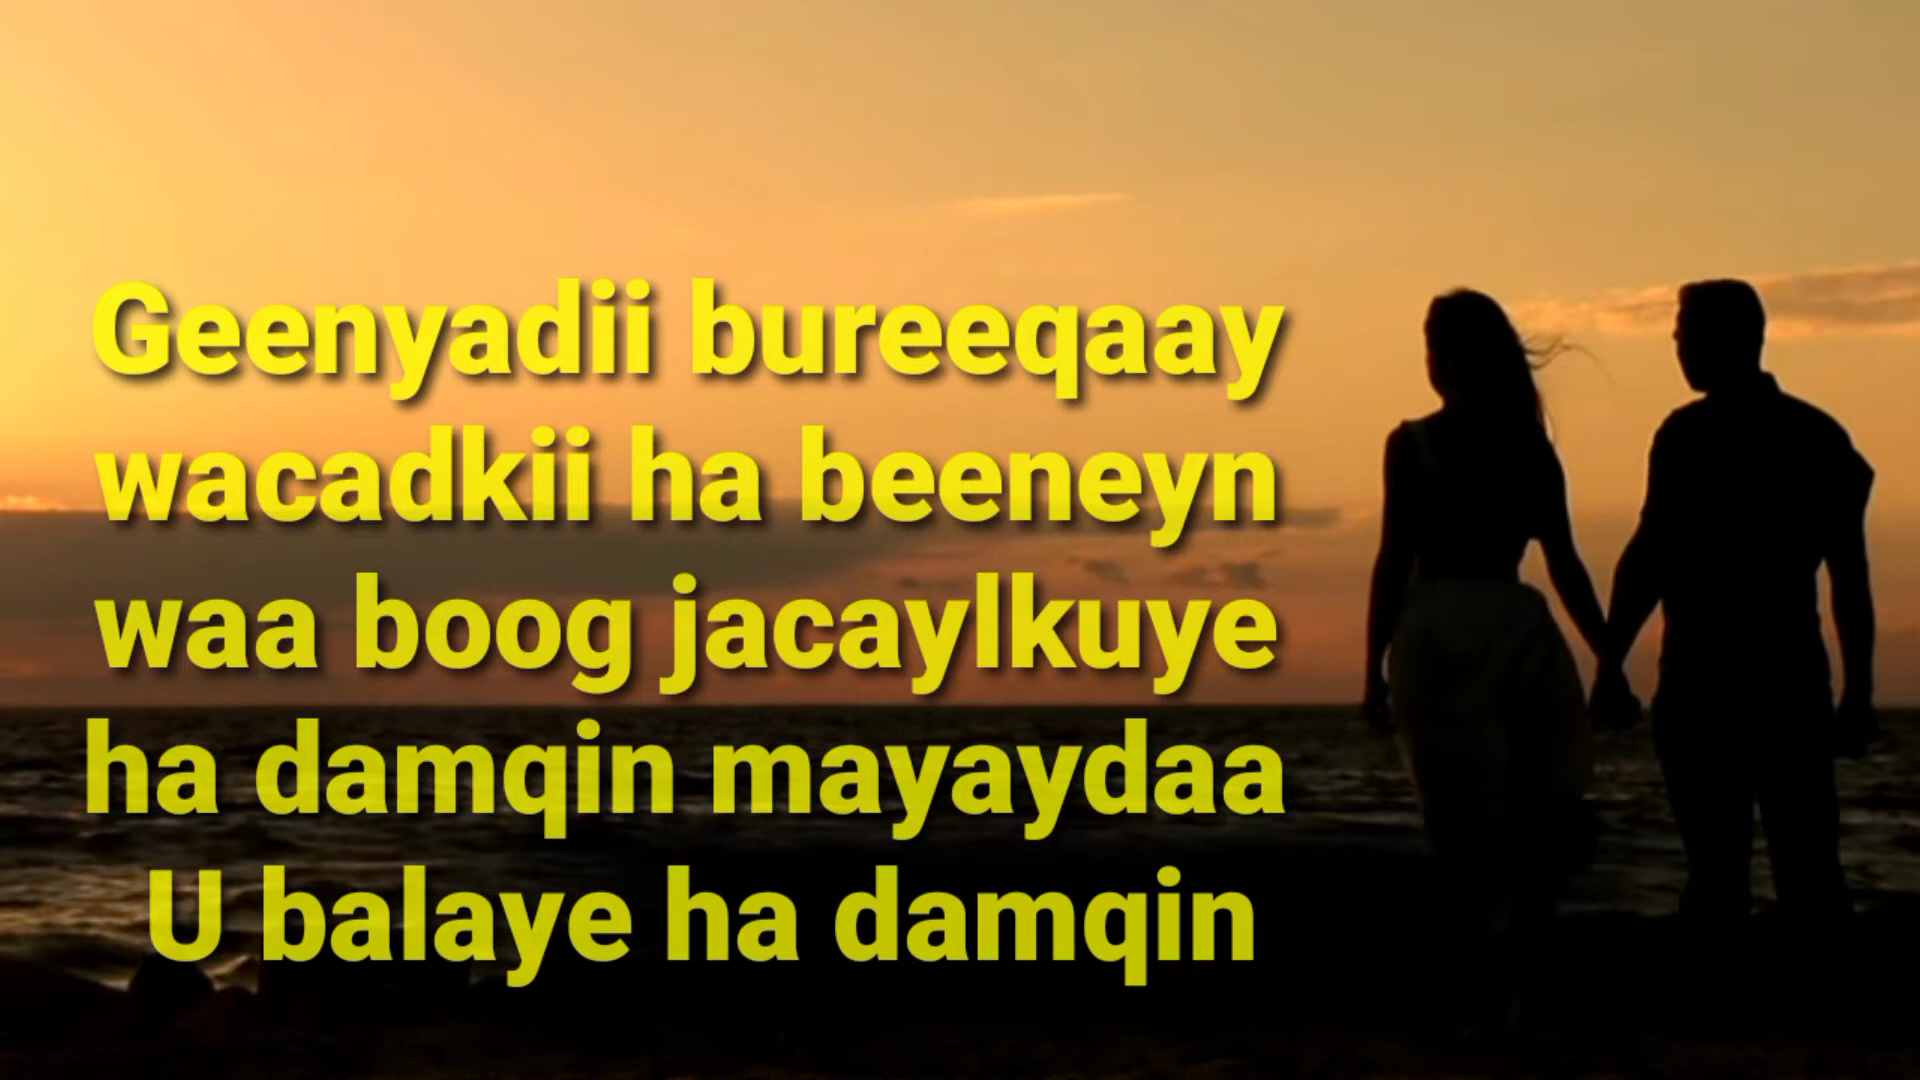 Geenyadii bureeqaay
wacadkii ha beeneyn
waa boog jacaylkuye
ha damqin mayaydaa
U balaye ha damqin